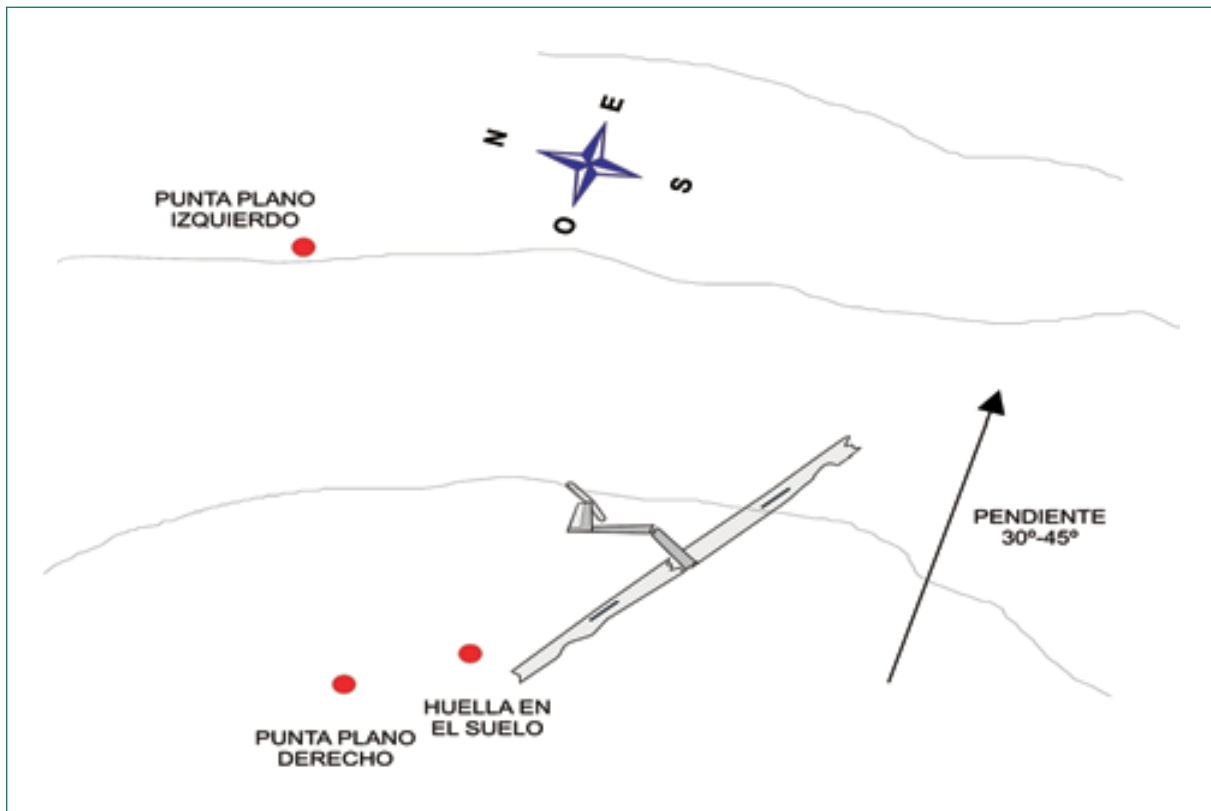 E
N
S
O
PUNTA PLANO
IZQUIERDO
PENDIENTE
30º-45º
HUELLA EN
EL SUELO
PUNTA PLANO
DERECHO